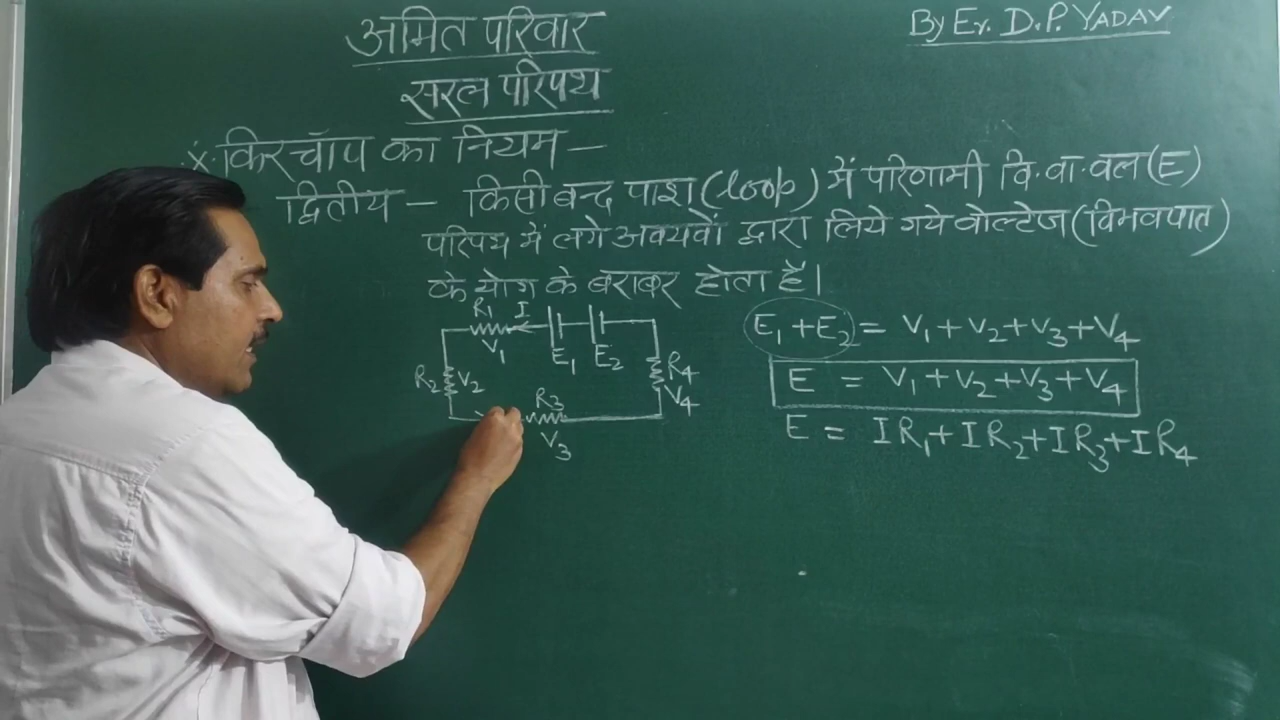 By Er. D.P. YADAV
अमित परिवार
सरल परिपथ
किरचॉप का नियम –
द्वितीय – किसी बन्द पाश (loop) में परिणामी वि.वा.वल (E)
परिपथ में लगे अवयवों द्वारा लिये गये वोल्टेज (विभवपात)
के योग के बराबर होता है।
R₁ I
V₁ E₁ E₂
R₂ V₂
R₄
V₄
R₃
V₃
E₁ + E₂ = V₁ + V₂ + V₃ + V₄
E = V₁ + V₂ + V₃ + V₄
E = IR₁ + IR₂ + IR₃ + IR₄